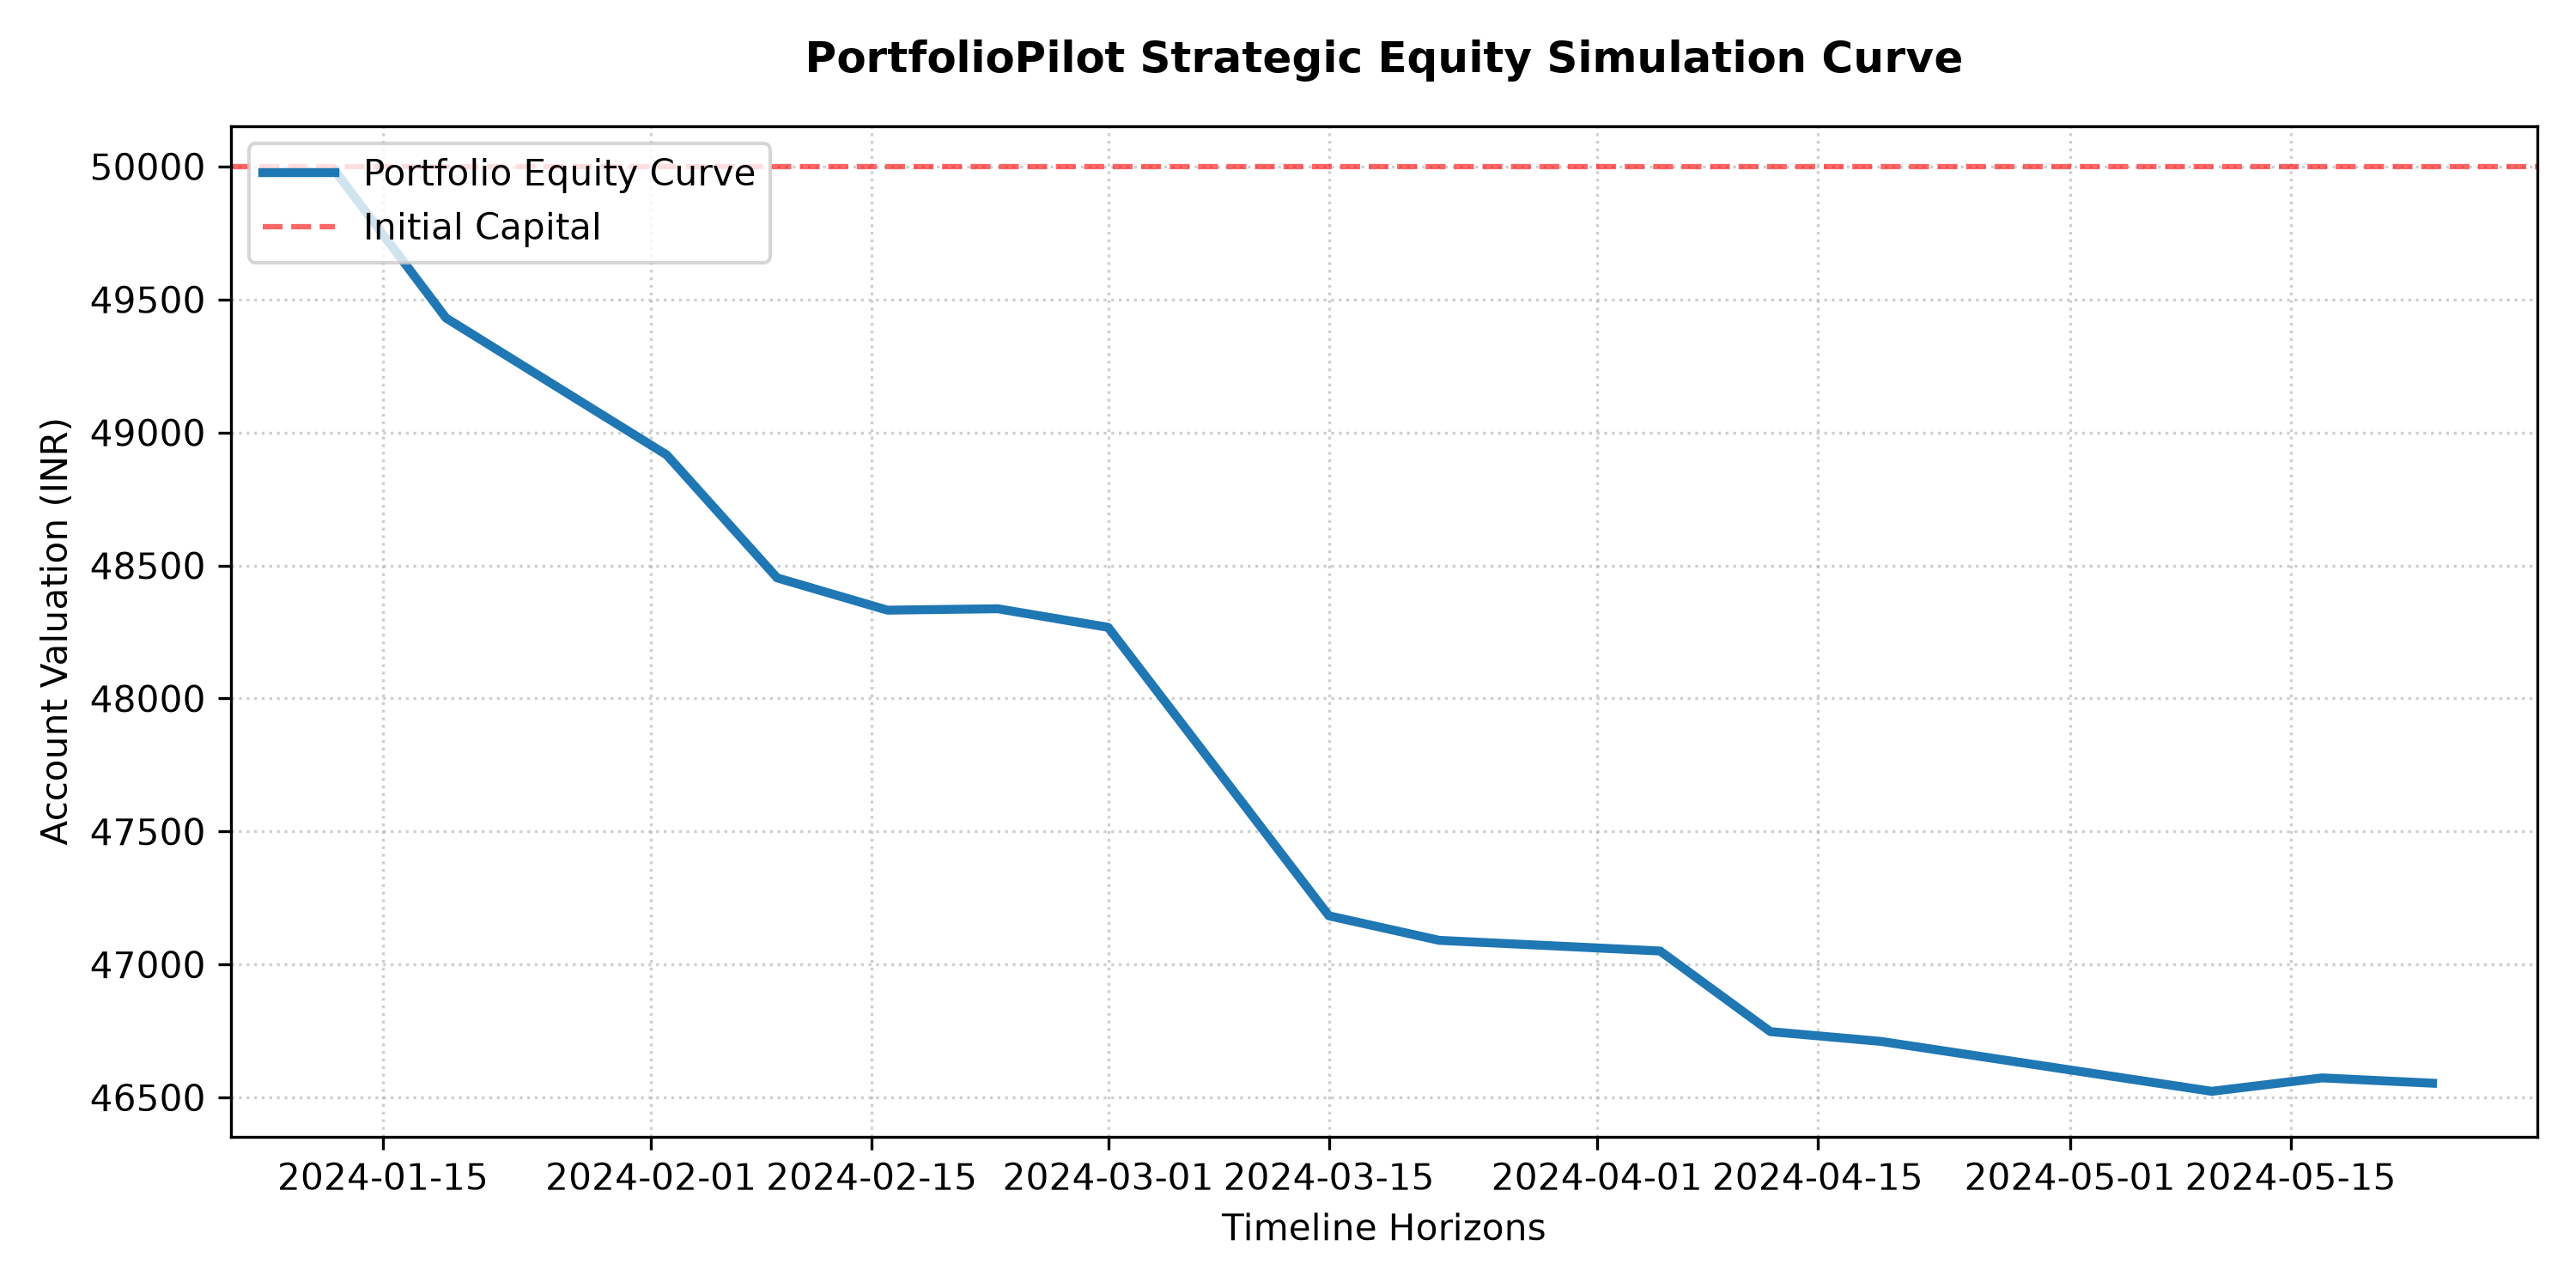 PortfolioPilot Strategic Equity Simulation Curve
Portfolio Equity Curve
Initial Capital
Account Valuation (INR)
50000
49500
49000
48500
48000
47500
47000
46500
2024-01-15 2024-02-01 2024-02-15 2024-03-01 2024-03-15 2024-04-01 2024-04-15 2024-05-01 2024-05-15
Timeline Horizons